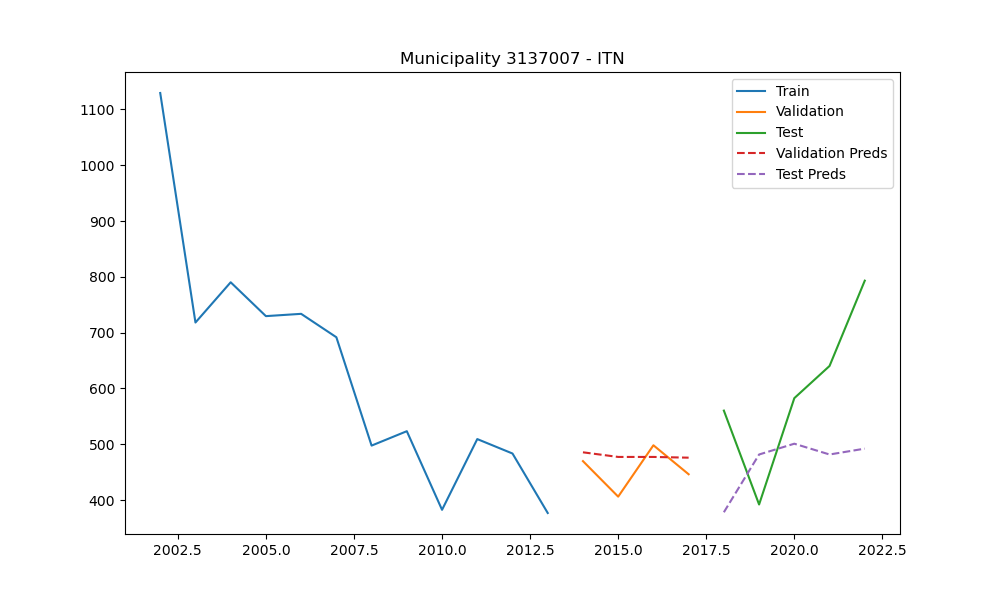 Municipality 3137007 - ITN
Train
Validation
Test
Validation Preds
Test Preds
1100
1000
900
800
700
600
500
400
2002.5 2005.0 2007.5 2010.0 2012.5 2015.0 2017.5 2020.0 2022.5